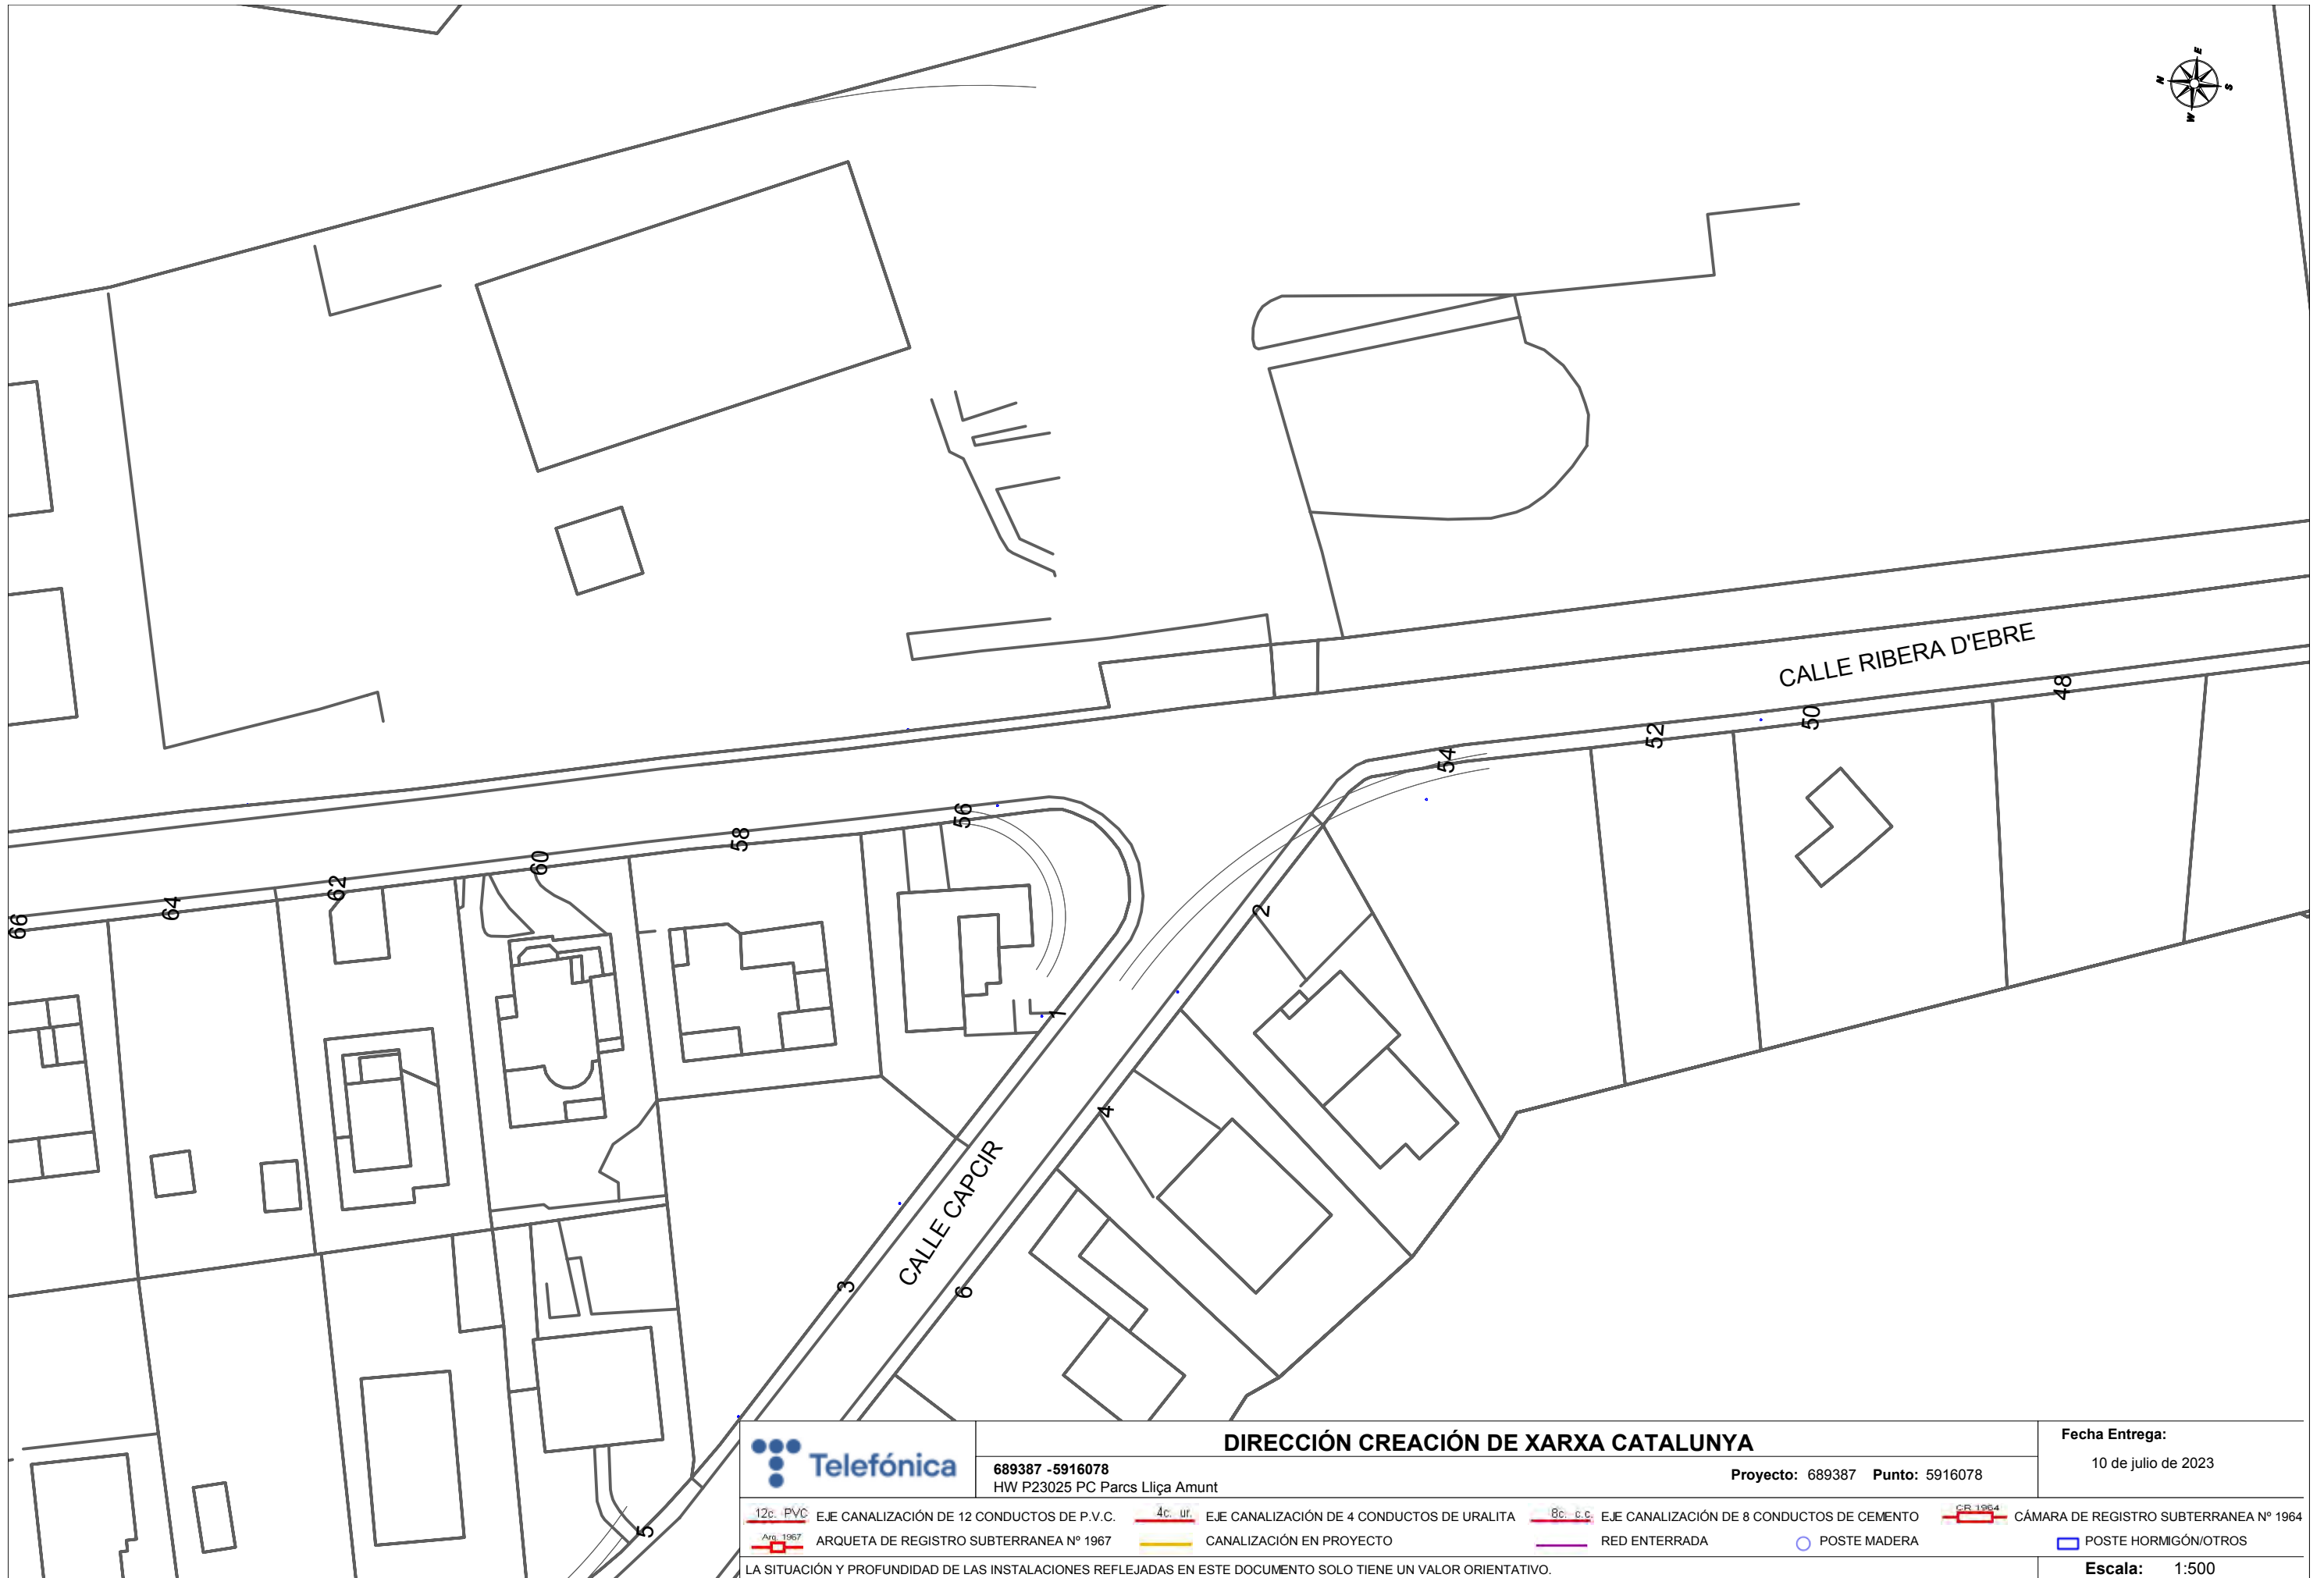 N E S W
CALLE RIBERA D'EBRE
48
50
52
54
56
58
60
62
64
66
2
1
4
CALLE CAPCIR
3
6
5
Telefónica
DIRECCIÓN CREACIÓN DE XARXA CATALUNYA
689387 -5916078
HW P23025 PC Parcs Lliça Amunt
Proyecto: 689387 Punto: 5916078
Fecha Entrega:
10 de julio de 2023
12c. PVC EJE CANALIZACIÓN DE 12 CONDUCTOS DE P.V.C. 4c. ur. EJE CANALIZACIÓN DE 4 CONDUCTOS DE URALITA 8c. c.c. EJE CANALIZACIÓN DE 8 CONDUCTOS DE CEMENTO CR 1964 CÁMARA DE REGISTRO SUBTERRANEA Nº 1964
Arq. 1967 ARQUETA DE REGISTRO SUBTERRANEA Nº 1967 CANALIZACIÓN EN PROYECTO RED ENTERRADA POSTE MADERA POSTE HORMIGÓN/OTROS
LA SITUACIÓN Y PROFUNDIDAD DE LAS INSTALACIONES REFLEJADAS EN ESTE DOCUMENTO SOLO TIENE UN VALOR ORIENTATIVO.
Escala: 1:500